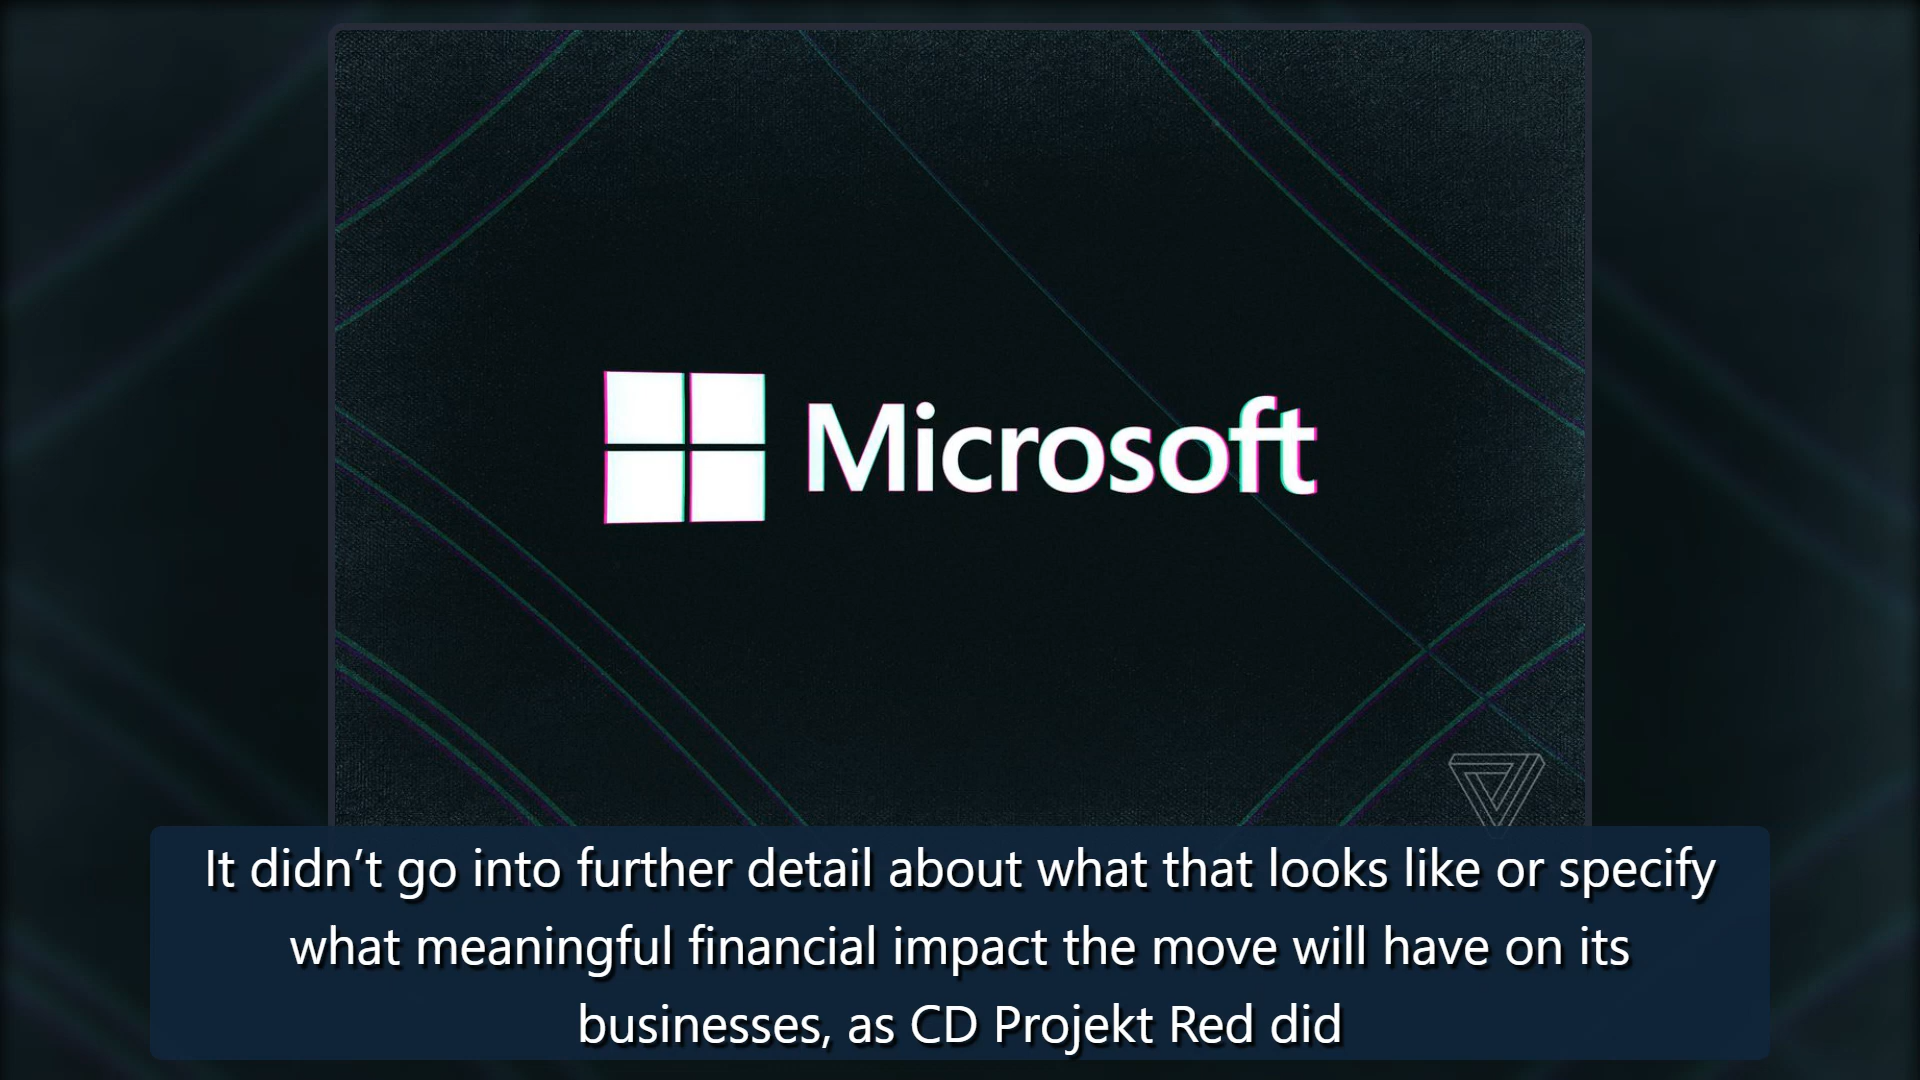 Microsoft
It didn’t go into further detail about what that looks like or specify
what meaningful financial impact the move will have on its
businesses, as CD Projekt Red did